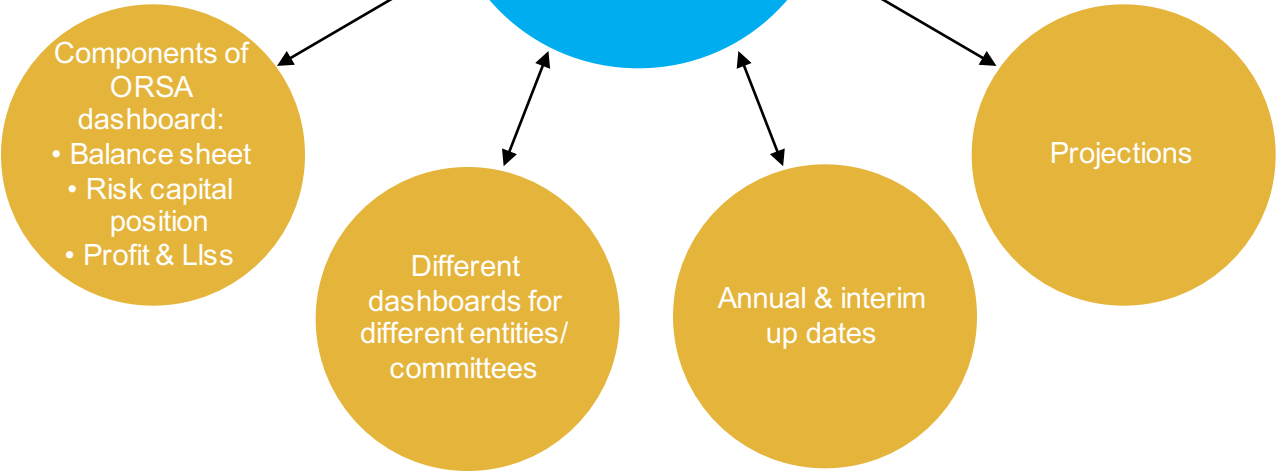 Components of
ORSA
dashboard:
• Balance sheet
• Risk capital
position
• Profit & LIss
Different
dashboards for
different entities/
committees
Annual & interim
up dates
Projections